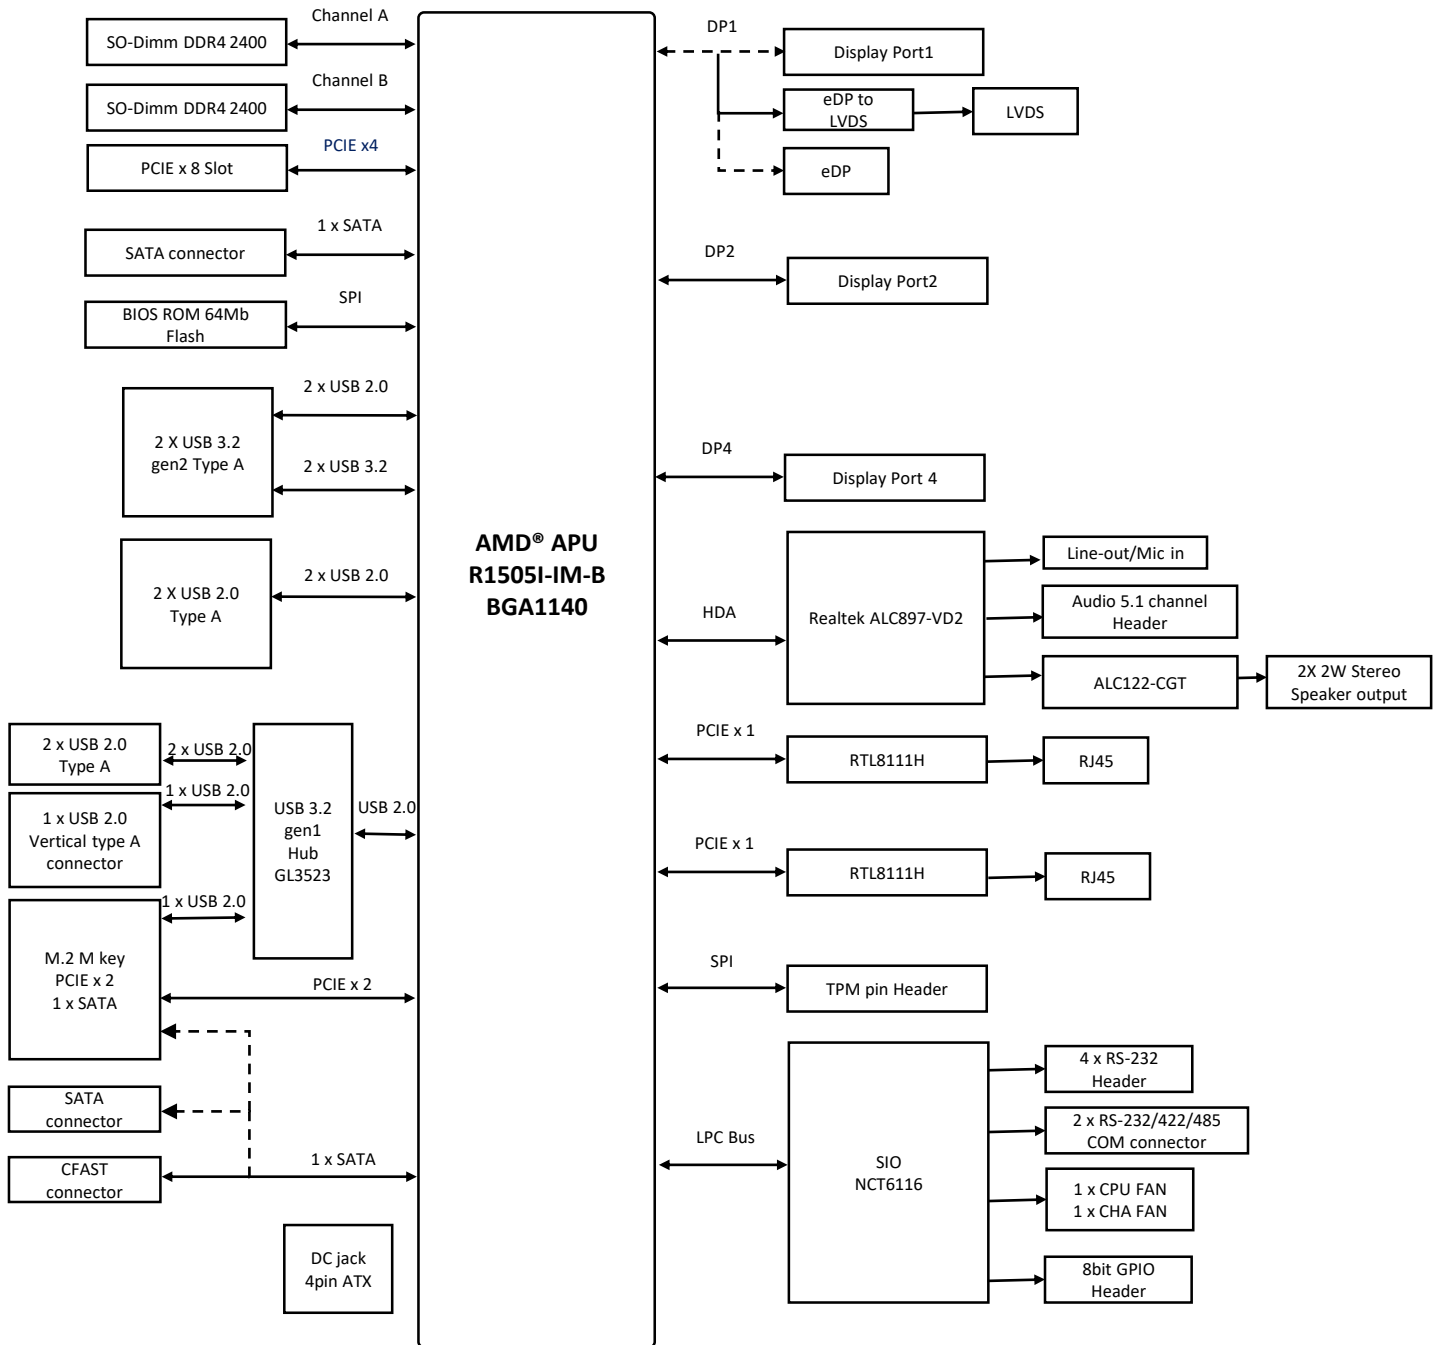 Channel A
SO-Dimm DDR4 2400
Channel B
SO-Dimm DDR4 2400
PCIE x4
PCIE x 8 Slot
1 x SATA
SATA connector
SPI
BIOS ROM 64Mb
Flash
2 x USB 2.0
2 X USB 3.2
gen2 Type A
2 x USB 3.2
2 x USB 2.0
2 X USB 2.0
Type A
2 x USB 2.0
Type A
2 x USB 2.0
1 x USB 2.0
1 x USB 2.0
Vertical type A
connector
USB 3.2
gen1
Hub
GL3523
USB 2.0
1 x USB 2.0
M.2 M key
PCIE x 2
1 x SATA
PCIE x 2
SATA
connector
CFAST
connector
1 x SATA
DC jack
4pin ATX
AMD® APU
R1505I-IM-B
BGA1140
DP1
Display Port1
eDP to
LVDS
LVDS
eDP
DP2
Display Port2
DP4
Display Port 4
HDA
Realtek ALC897-VD2
Line-out/Mic in
Audio 5.1 channel
Header
ALC122-CGT
2X 2W Stereo
Speaker output
PCIE x 1
RTL8111H
RJ45
PCIE x 1
RTL8111H
RJ45
SPI
TPM pin Header
LPC Bus
SIO
NCT6116
4 x RS-232
Header
2 x RS-232/422/485
COM connector
1 x CPU FAN
1 x CHA FAN
8bit GPIO
Header